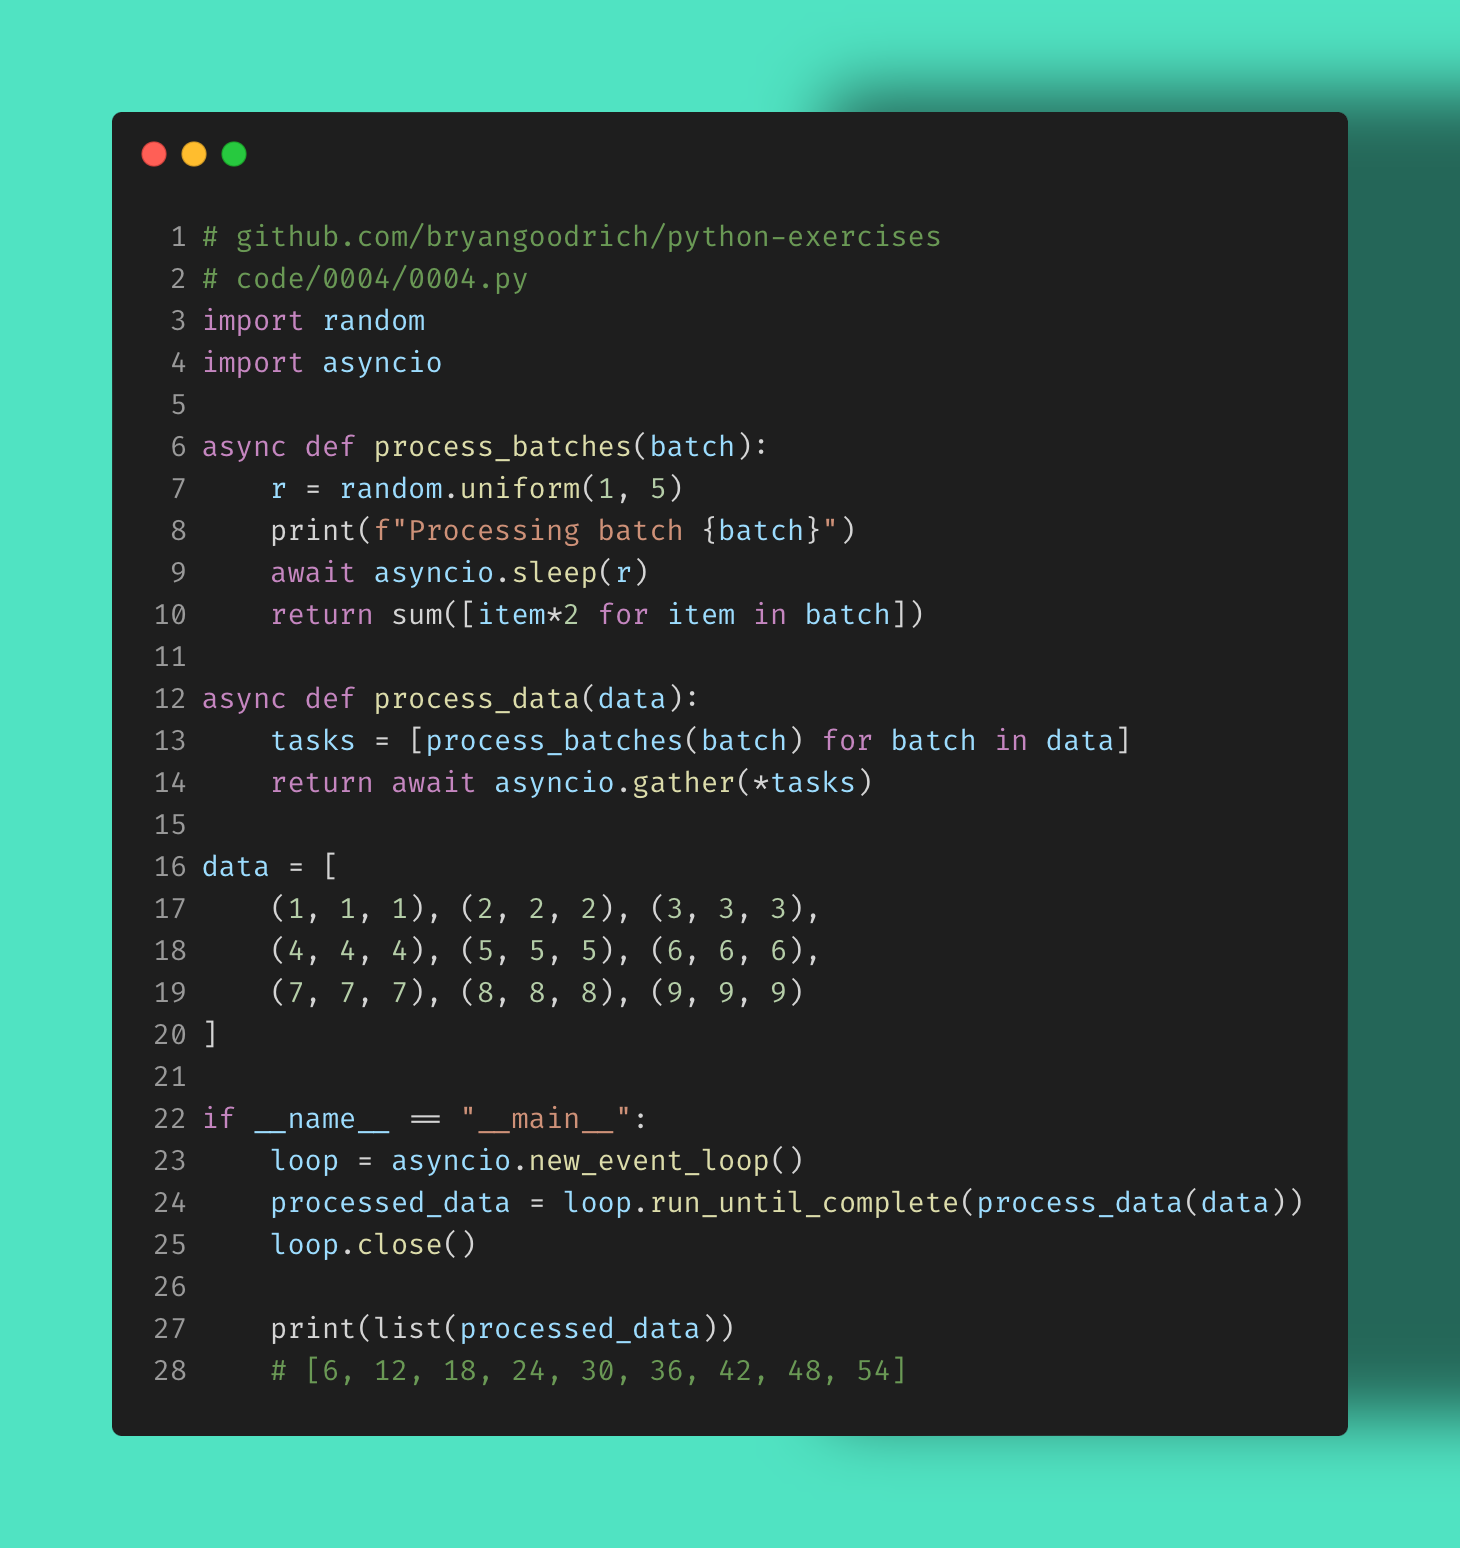 1 # github.com/bryangoodrich/python-exercises
2 # code/0004/0004.py
3 import random
4 import asyncio
5
6 async def process_batches(batch):
7     r = random.uniform(1, 5)
8     print(f"Processing batch {batch}")
9     await asyncio.sleep(r)
10     return sum([item*2 for item in batch])
11
12 async def process_data(data):
13     tasks = [process_batches(batch) for batch in data]
14     return await asyncio.gather(*tasks)
15
16 data = [
17     (1, 1, 1), (2, 2, 2), (3, 3, 3),
18     (4, 4, 4), (5, 5, 5), (6, 6, 6),
19     (7, 7, 7), (8, 8, 8), (9, 9, 9)
20 ]
21
22 if __name__ == "__main__":
23     loop = asyncio.new_event_loop()
24     processed_data = loop.run_until_complete(process_data(data))
25     loop.close()
26
27     print(list(processed_data))
28     # [6, 12, 18, 24, 30, 36, 42, 48, 54]